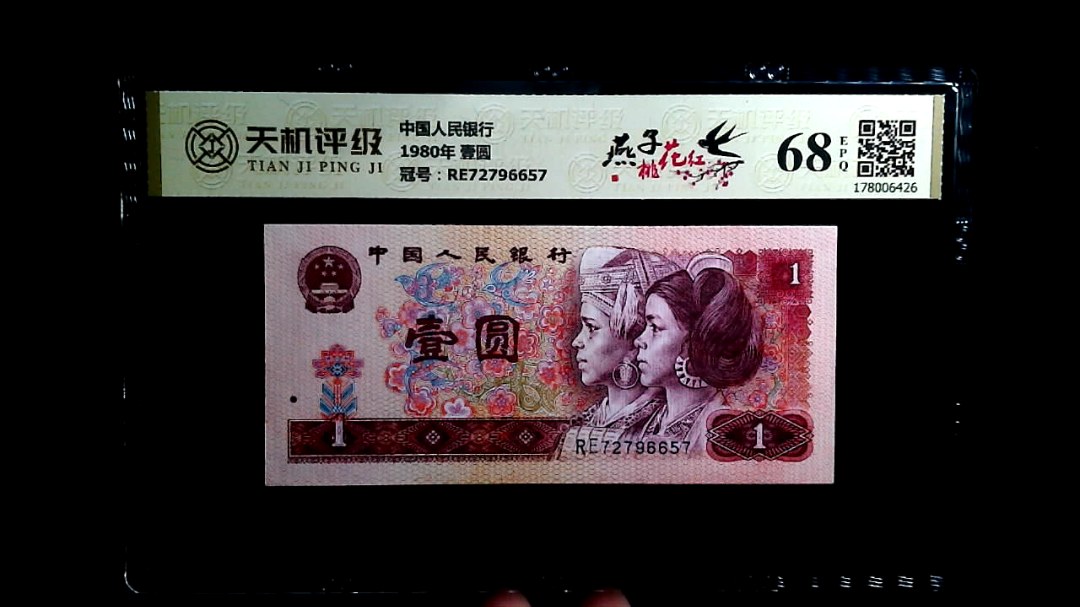 天机评级
TIAN JI PING JI
中国人民银行
1980年 壹圆
冠号：RE72796657
燕子
桃花红
68
EPQ
178006426
中国人民银行
1
壹圆
1
RE72796657
1